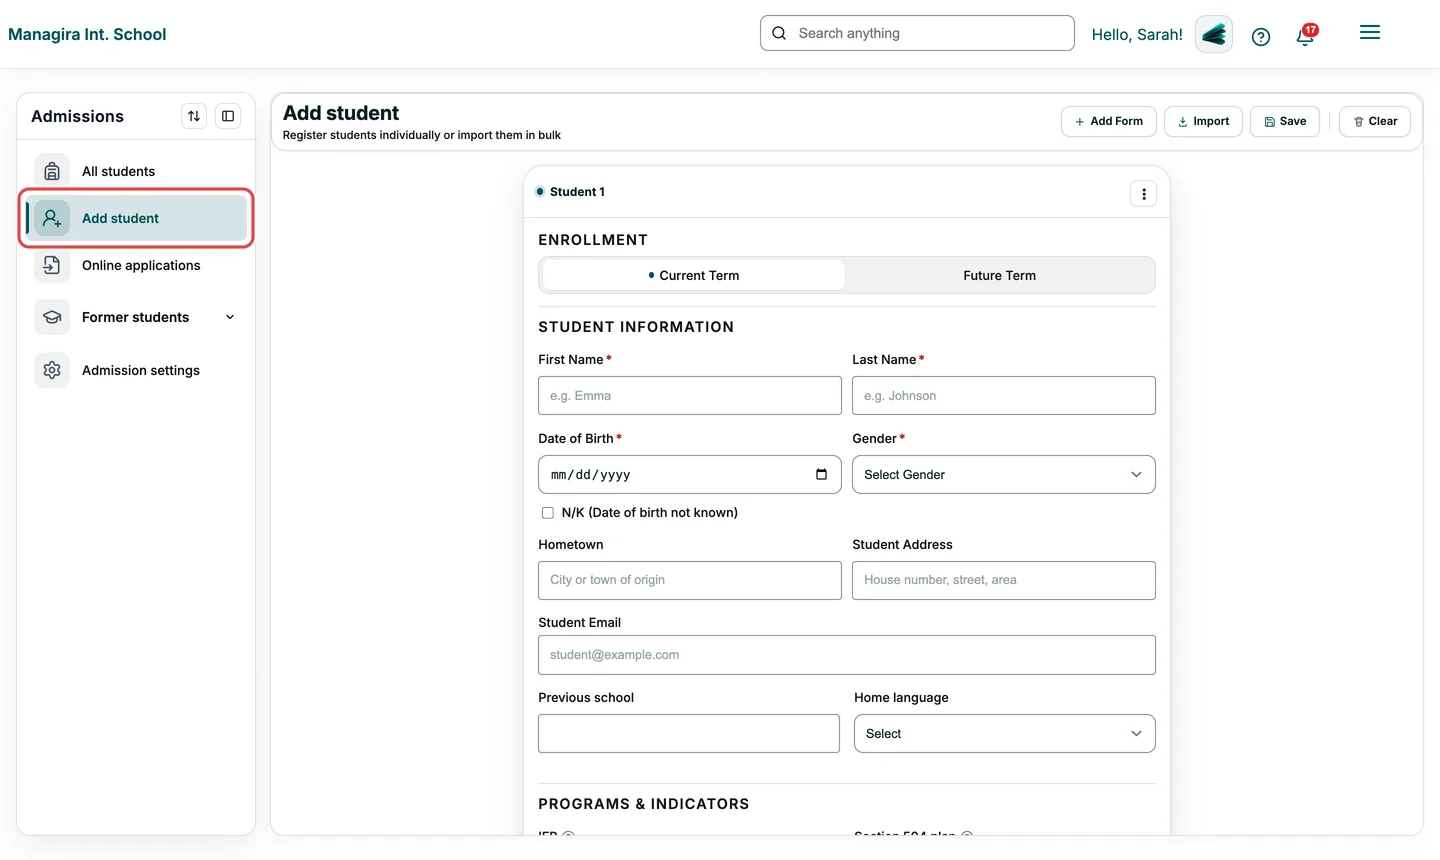 Managira Int. School
Search anything
Hello, Sarah!
17
Admissions
All students
Add student
Online applications
Former students
Admission settings
Add student
Register students individually or import them in bulk
+ Add Form
Import
Save
Clear
Student 1
ENROLLMENT
Current Term
Future Term
STUDENT INFORMATION
First Name*
Last Name*
e.g. Emma
e.g. Johnson
Date of Birth*
Gender*
mm/dd/yyyy
Select Gender
N/K (Date of birth not known)
Hometown
Student Address
City or town of origin
House number, street, area
Student Email
student@example.com
Previous school
Home language
Select
PROGRAMS & INDICATORS
IEP
Section 504 plan